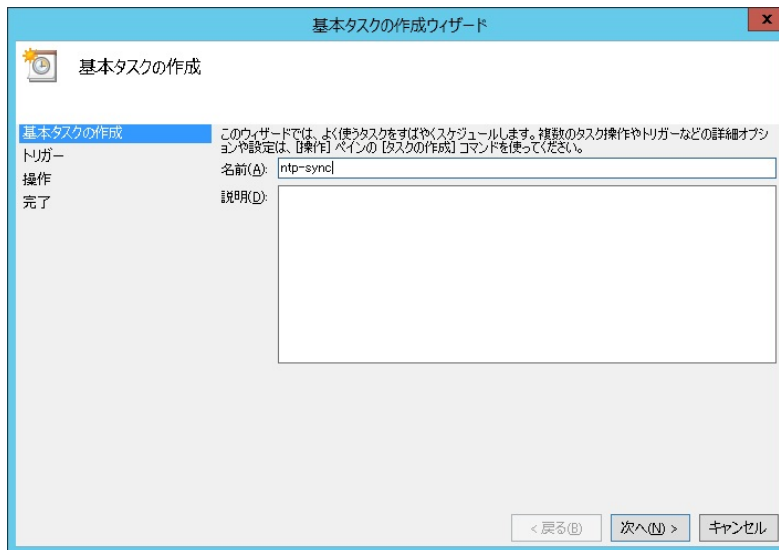 基本タスクの作成ウィザード
x
基本タスクの作成
基本タスクの作成
トリガー
操作
完了
このウィザードでは、よく使うタスクをすばやくスケジュールします。複数のタスク操作やトリガーなどの詳細オプシ
ョンや設定は、[操作] ペインの [タスクの作成] コマンドを使ってください。
名前(A): ntp-sync
説明(D):
< 戻る(B) 次へ(N) > キャンセル